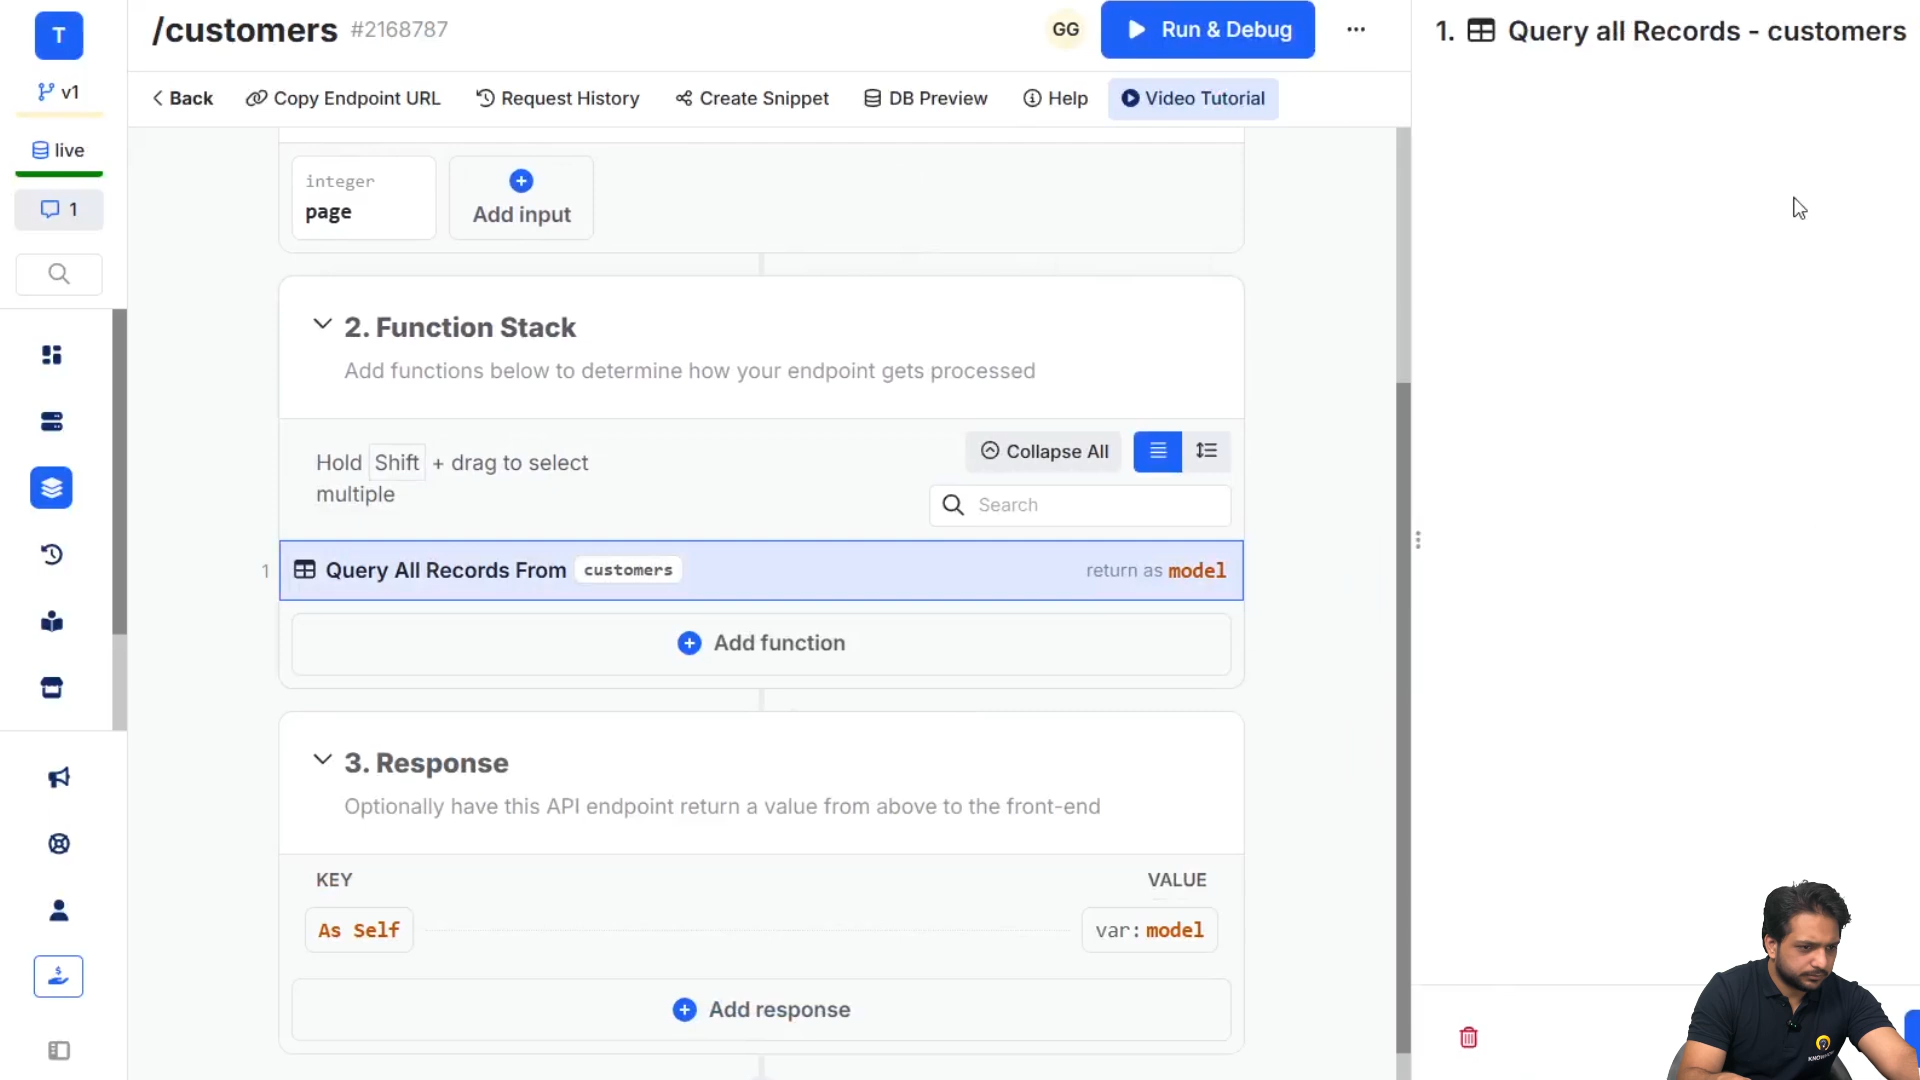 T
/customers #2168787
GG
Run & Debug
1. Query all Records - customers
v1
Back
Copy Endpoint URL
Request History
Create Snippet
DB Preview
Help
Video Tutorial
live
1
integer
page
Add input
2. Function Stack
Add functions below to determine how your endpoint gets processed
Hold Shift + drag to select
multiple
Collapse All
Search
1 Query All Records From customers return as model
Add function
3. Response
Optionally have this API endpoint return a value from above to the front-end
KEY VALUE
As Self var: model
Add response